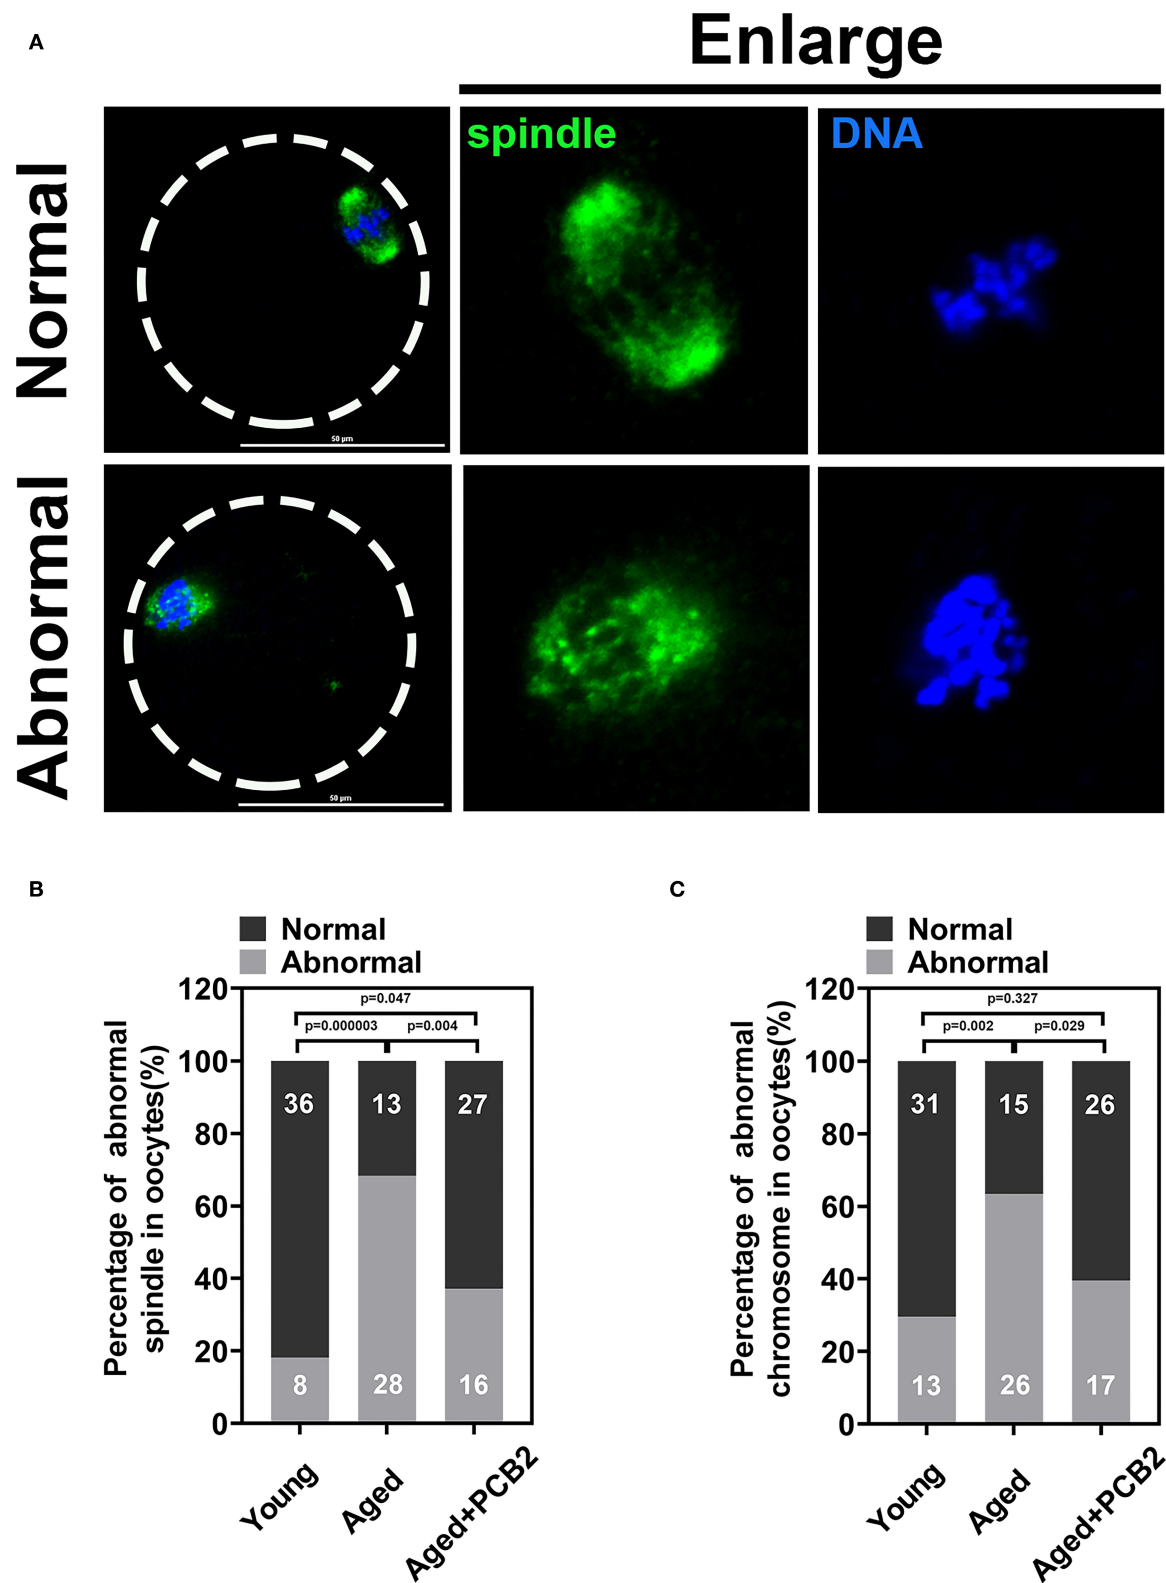 A
Enlarge
Normal
spindle
DNA
50 µm
Abnormal
50 µm
B
Normal
Abnormal
Percentage of abnormal
spindle in oocytes(%)
120
100
80
60
40
20
0
p=0.047
p=0.000003
p=0.004
36
13
27
8
28
16
Young
Aged
Aged+PCB2
C
Normal
Abnormal
Percentage of abnormal
chromosome in oocytes(%)
120
100
80
60
40
20
0
p=0.327
p=0.002
p=0.029
31
15
26
13
26
17
Young
Aged
Aged+PCB2